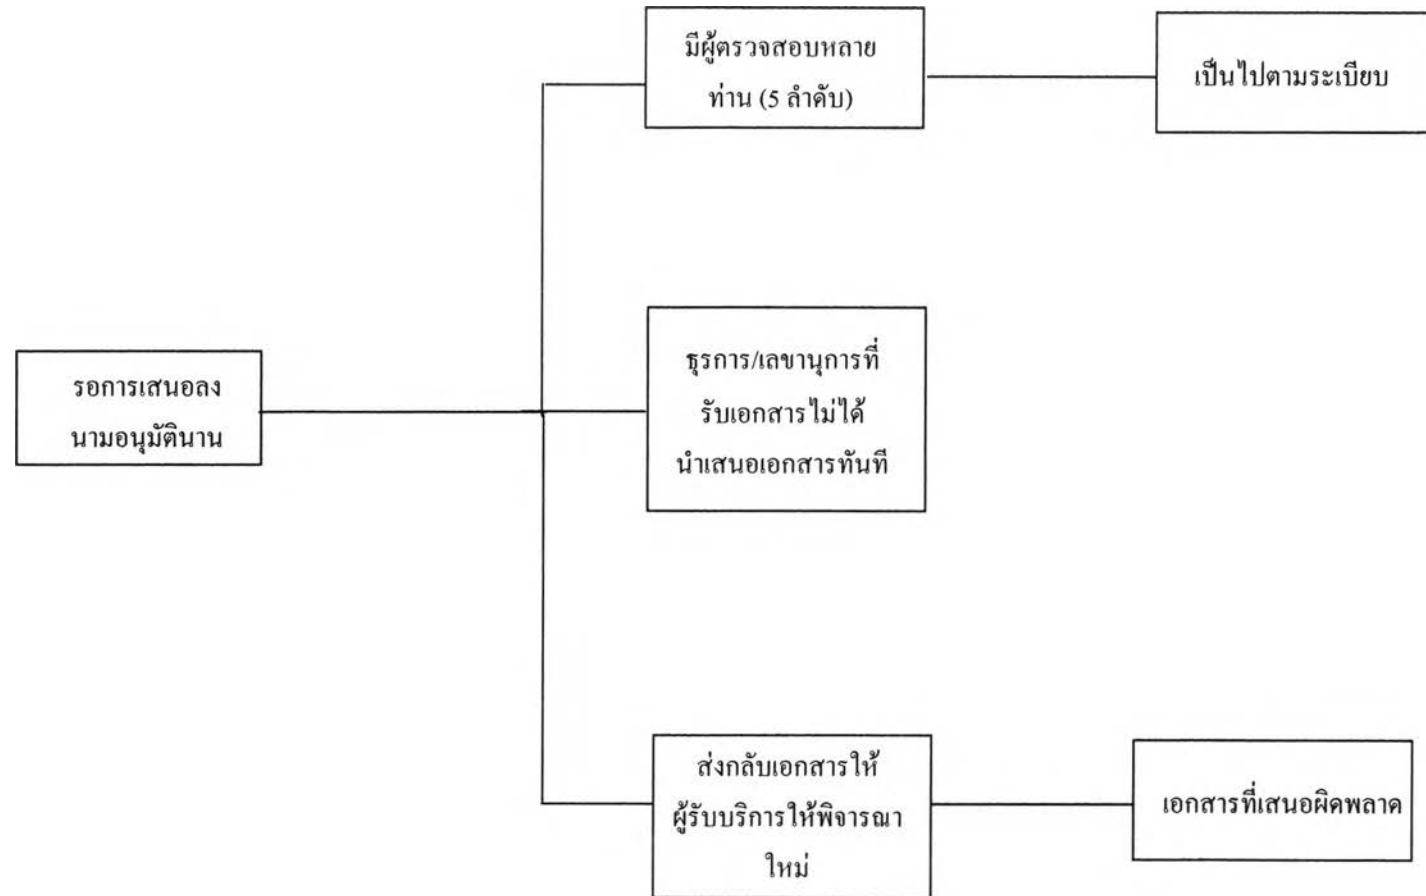 มีผู้ตรวจสอบหลาย
ท่าน (5 ลำดับ)
เป็นไปตามระเบียบ
รอการเสนอลง
นามอนุมัตินาน
ธุรการ/เลขานุการที่
รับเอกสารไม่ได้
นำเสนอเอกสารทันที
ส่งกลับเอกสารให้
ผู้รับบริการให้พิจารณา
ใหม่
เอกสารที่เสนอผิดพลาด